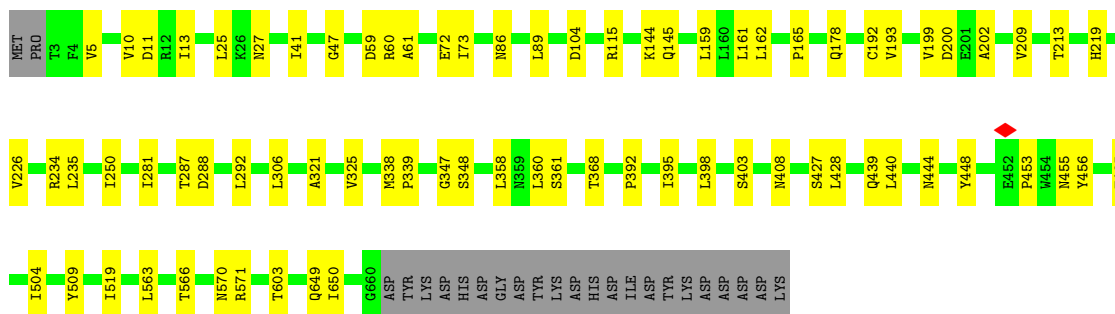 MET PRO T3 F4 V5 V10 D11 R12 I13 L25 K26 N27 I41 G47 D59 R60 A61 E72 I73 N86 L89 D104 R115 K144 Q145 L159 L160 L161 L162 P165 Q178 C192 V193 V199 D200 E201 A202 V209 T213 H219
V226 R234 L235 I250 I281 T287 D288 L292 L306 A321 V325 M338 P339 G347 S348 L358 N359 L360 S361 T368 P392 I395 L398 S403 N408 S427 L428 Q439 L440 N444 Y448 E452 P453 W454 N455 Y456
I504 Y509 I519 L563 T566 N570 R571 T603 Q649 I650 G660 ASP TYR LYS ASP HIS ASP GLY ASP TYR LYS ASP HIS ASP ILE ASP TYR LYS ASP ASP ASP ASP LYS